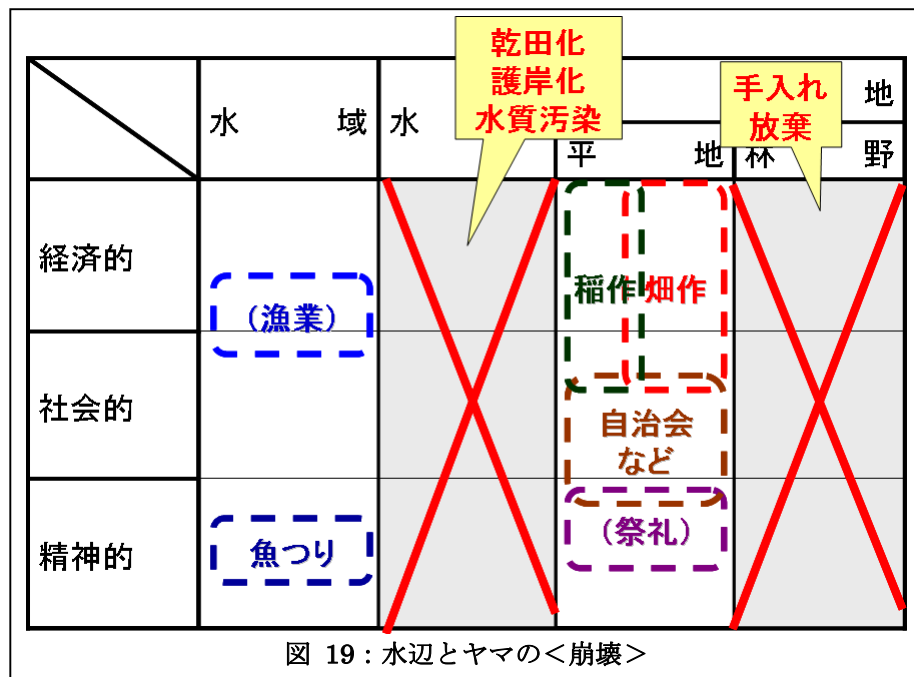 乾田化
護岸化
水質汚染
手入れ
放棄
地
水 域
水
平 地
林 野
経済的
(漁業)
稲作
畑作
社会的
自治会
など
精神的
魚つり
(祭礼)
図 19:水辺とヤマの<崩壊>